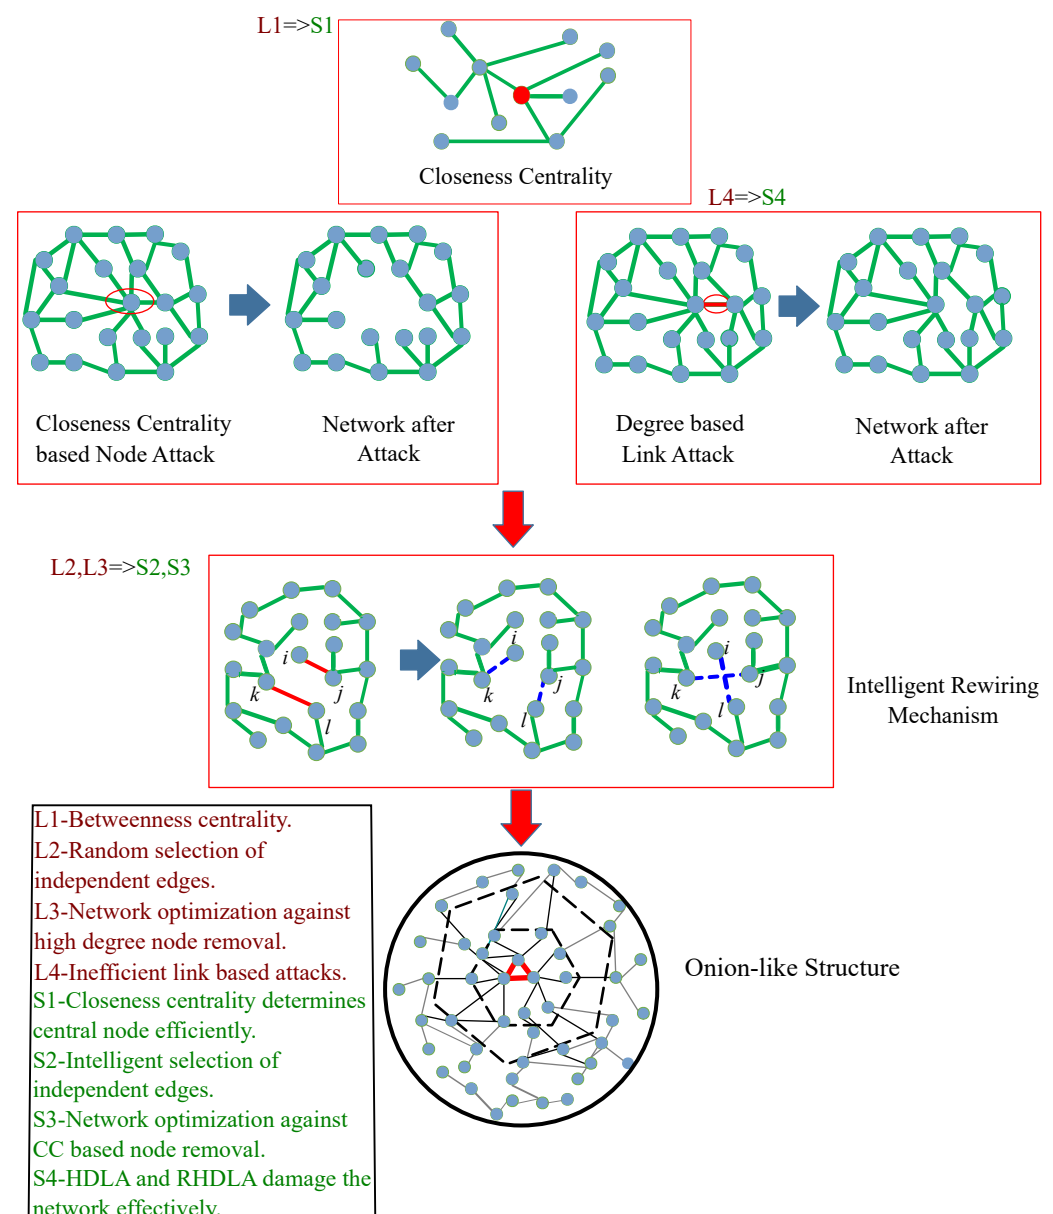 L1=>S1
Closeness Centrality
L4=>S4
Closeness Centrality
based Node Attack
Network after
Attack
Degree based
Link Attack
Network after
Attack
L2,L3=>S2,S3
i
k
j
l
i
k
j
l
i
k
j
l
Intelligent Rewiring
Mechanism
L1-Betweenness centrality.
L2-Random selection of
independent edges.
L3-Network optimization against
high degree node removal.
L4-Inefficient link based attacks.
S1-Closeness centrality determines
central node efficiently.
S2-Intelligent selection of
independent edges.
S3-Network optimization against
CC based node removal.
S4-HDLA and RHDLA damage the
network effectively.
Onion-like Structure